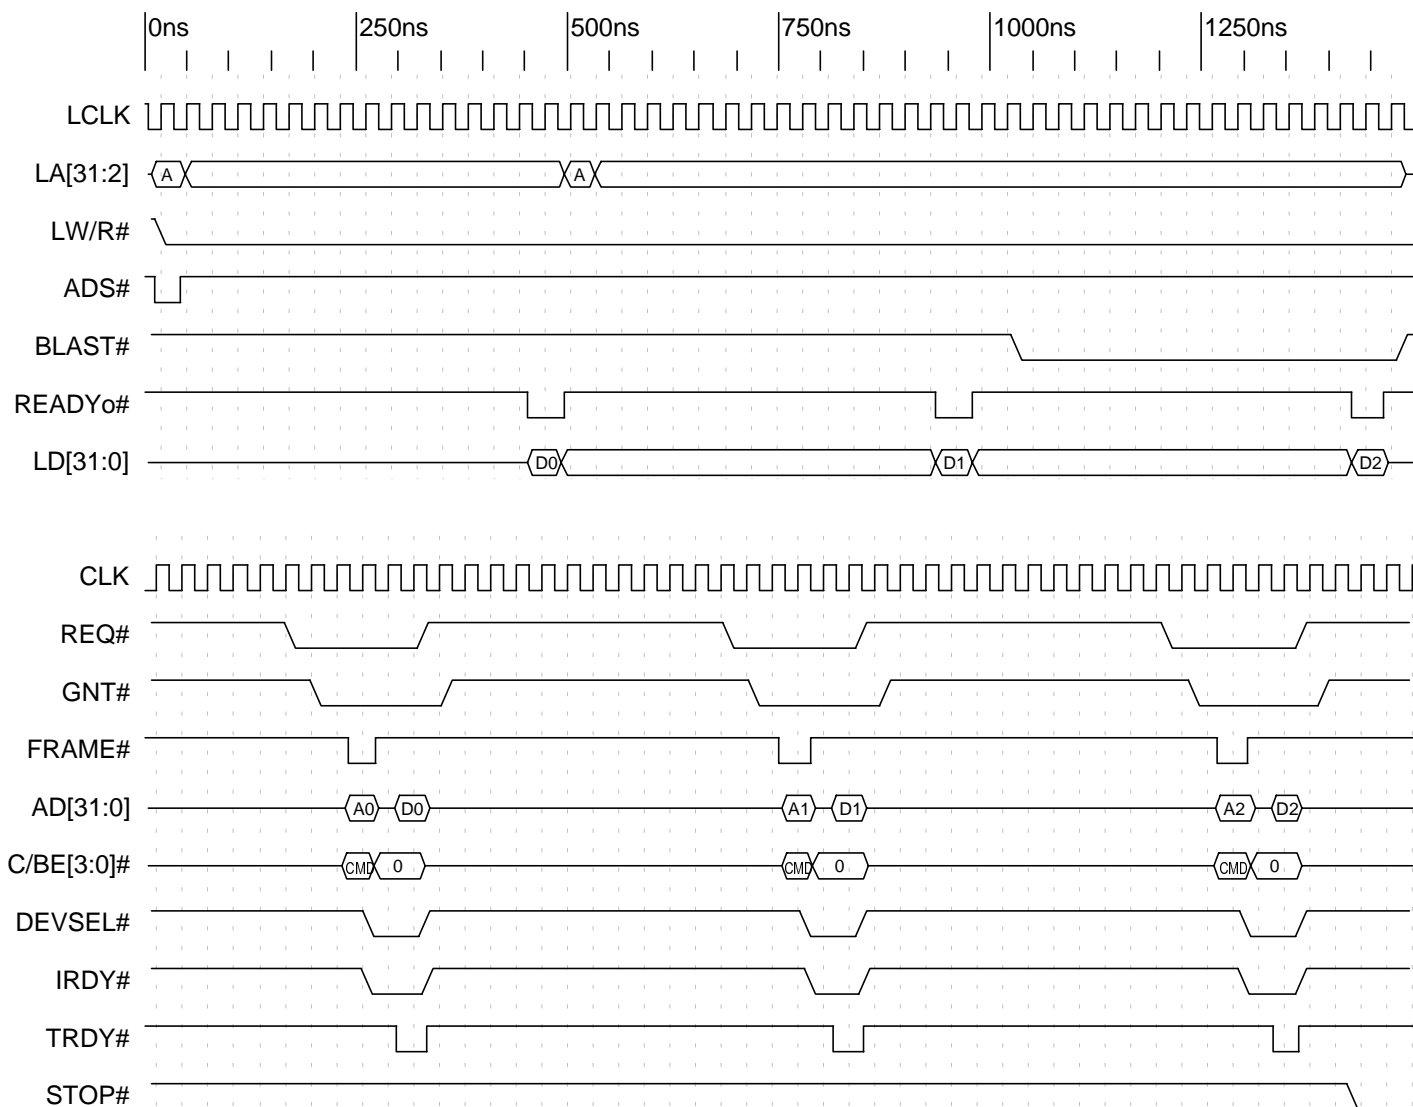 0ns 250ns 500ns 750ns 1000ns 1250ns
LCLK
LA[31:2] A A
LW/R#
ADS#
BLAST#
READYo#
LD[31:0] D0 D1 D2
CLK
REQ#
GNT#
FRAME#
AD[31:0] A0 D0 A1 D1 A2 D2
C/BE[3:0]# CMD 0 CMD 0 CMD 0
DEVSEL#
IRDY#
TRDY#
STOP#